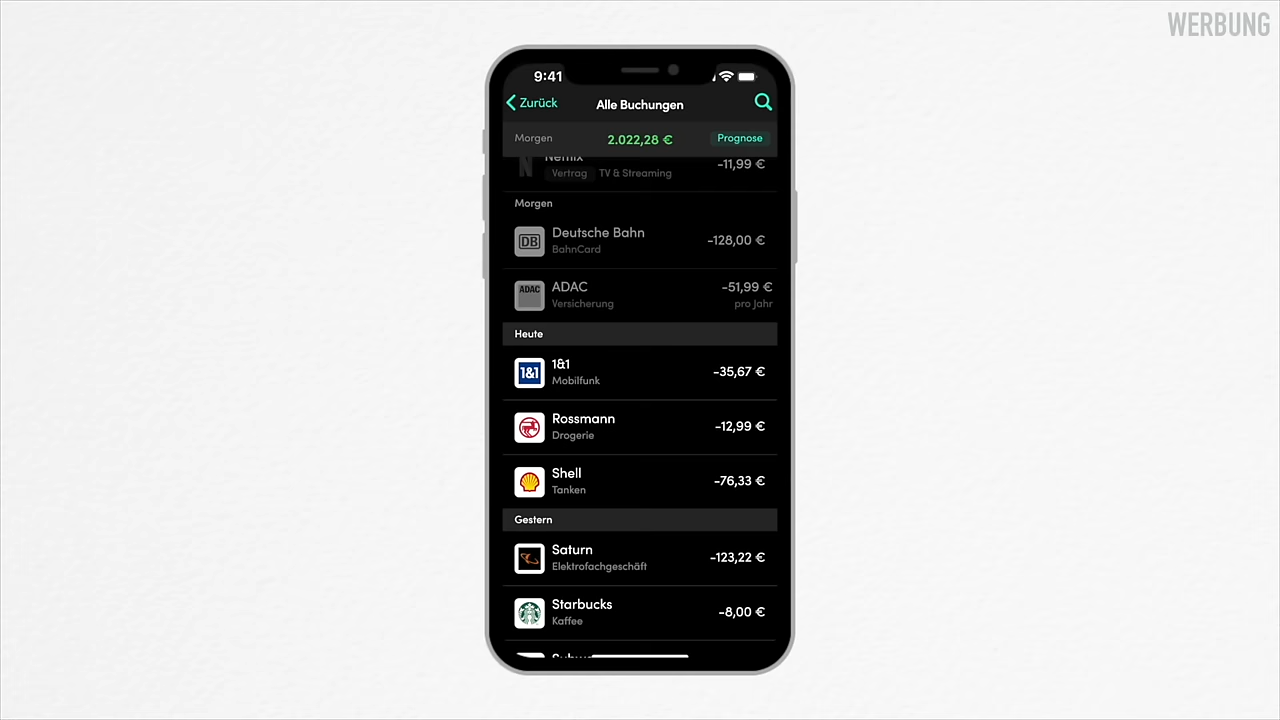 WERBUNG
9:41
Zurück
Alle Buchungen
Morgen
2.022,28 €
Prognose
-11,99 €
Vertrag TV & Streaming
Morgen
DB
Deutsche Bahn
-128,00 €
BahnCard
ADAC
ADAC
-51,99 €
Versicherung
pro Jahr
Heute
1&1
1&1
-35,67 €
Mobilfunk
Rossmann
-12,99 €
Drogerie
Shell
-76,33 €
Tanken
Gestern
Saturn
-123,22 €
Elektrofachgeschäft
Starbucks
-8,00 €
Kaffee